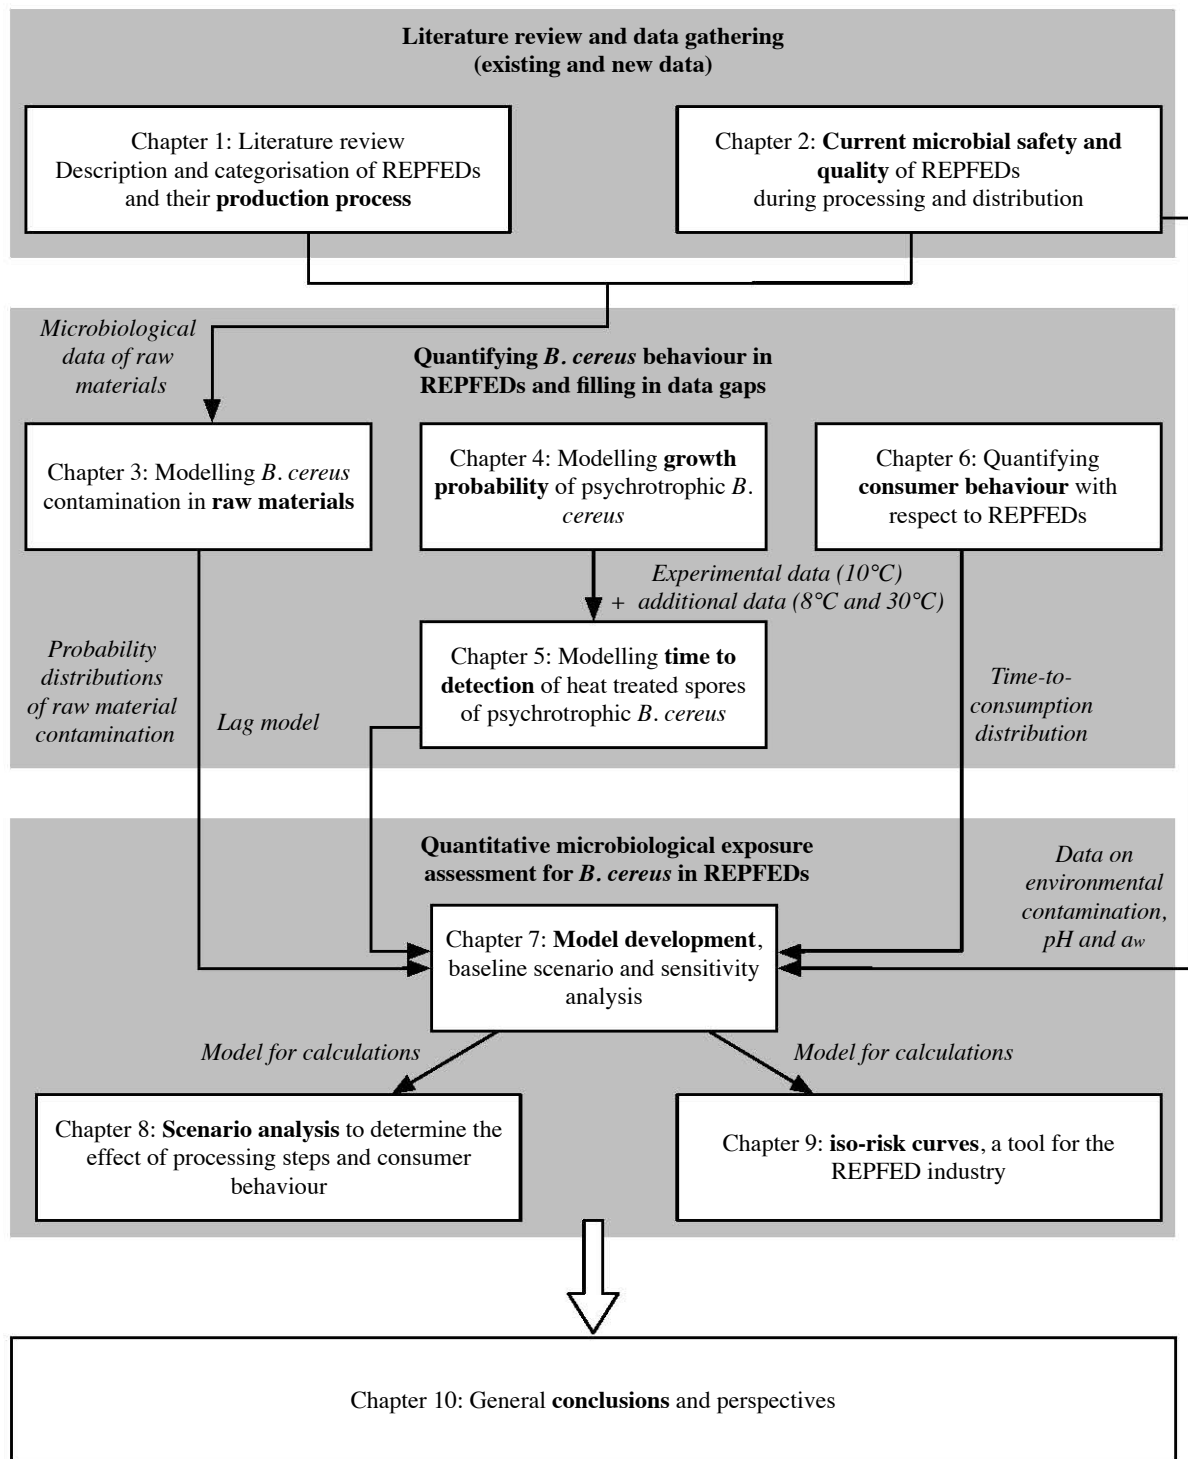 Literature review and data gathering
(existing and new data)
Chapter 1: Literature review
Description and categorisation of REPFEDs
and their production process
Chapter 2: Current microbial safety and
quality of REPFEDs
during processing and distribution
Microbiological
data of raw
materials
Quantifying B. cereus behaviour in
REPFEDs and filling in data gaps
Chapter 3: Modelling B. cereus
contamination in raw materials
Chapter 4: Modelling growth
probability of psychrotrophic B.
cereus
Chapter 6: Quantifying
consumer behaviour with
respect to REPFEDs
Experimental data (10°C)
+ additional data (8°C and 30°C)
Probability
distributions
of raw material
contamination
Lag model
Chapter 5: Modelling time to
detection of heat treated spores
of psychrotrophic B. cereus
Time-to-
consumption
distribution
Quantitative microbiological exposure
assessment for B. cereus in REPFEDs
Data on
environmental
contamination,
pH and aw
Chapter 7: Model development,
baseline scenario and sensitivity
analysis
Model for calculations
Model for calculations
Chapter 8: Scenario analysis to determine the
effect of processing steps and consumer
behaviour
Chapter 9: iso-risk curves, a tool for the
REPFED industry
Chapter 10: General conclusions and perspectives